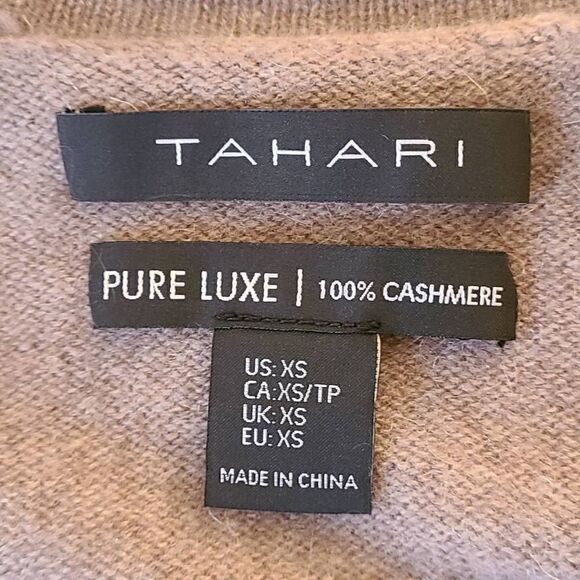 TAHARI
PURE LUXE | 100% CASHMERE
US: XS
CA:XS/TP
UK: XS
EU: XS
MADE IN CHINA